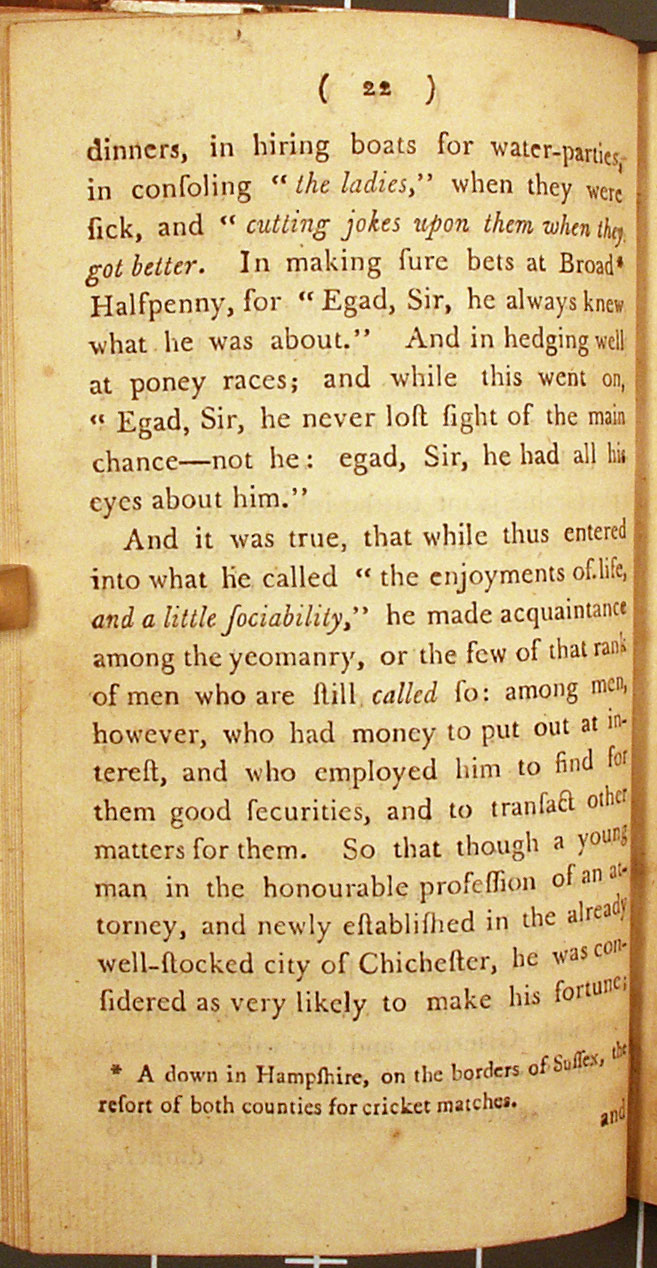 ( 22 )
dinners, in hiring boats for water-parties,
in conſoling “ the ladies,” when they were
ſick, and “ cutting jokes upon them when they
got better. In making ſure bets at Broad*
Halfpenny, for “ Egad, Sir, he always knew
what he was about.” And in hedging well
at poney races; and while this went on,
“ Egad, Sir, he never loſt ſight of the main
chance—not he: egad, Sir, he had all his
eyes about him.”
And it was true, that while thus entered
into what he called “ the enjoyments of life,
and a little ſociability,” he made acquaintance
among the yeomanry, or the few of that rank
of men who are ſtill called ſo: among men,
however, who had money to put out at in-
tereſt, and who employed him to find for
them good ſecurities, and to tranſact other
matters for them. So that though a young
man in the honourable profeſſion of an at-
torney, and newly eſtabliſhed in the already
well-ſtocked city of Chicheſter, he was con-
ſidered as very likely to make his fortune;
* A down in Hampſhire, on the borders of Suſſex, the
reſort of both counties for cricket matches.
and